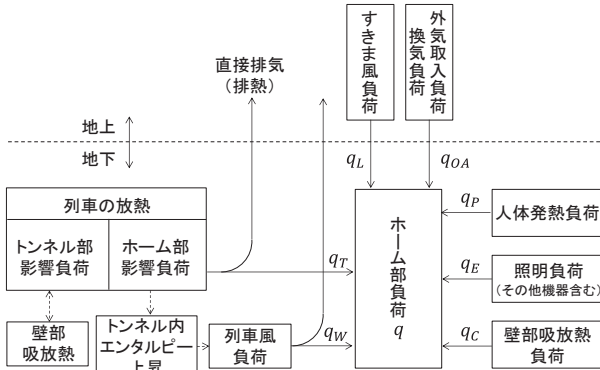 直接排気
（排熱）
すきま風負荷
外気取入負荷
換気負荷
地上
地下
q_L
q_OA
列車の放熱
トンネル部
影響負荷
ホーム部
影響負荷
q_T
ホーム部負荷
q
q_P
人体発熱負荷
q_E
照明負荷
（その他機器含む）
壁部
吸放熱
トンネル内
エンタルピー
上昇
列車風
負荷
q_W
q_C
壁部吸放熱
負荷